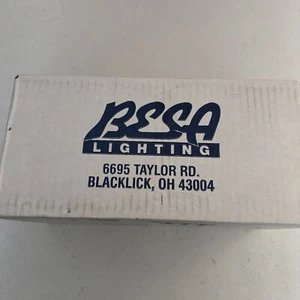 BESA
LIGHTING
6695 TAYLOR RD.
BLACKLICK, OH 43004